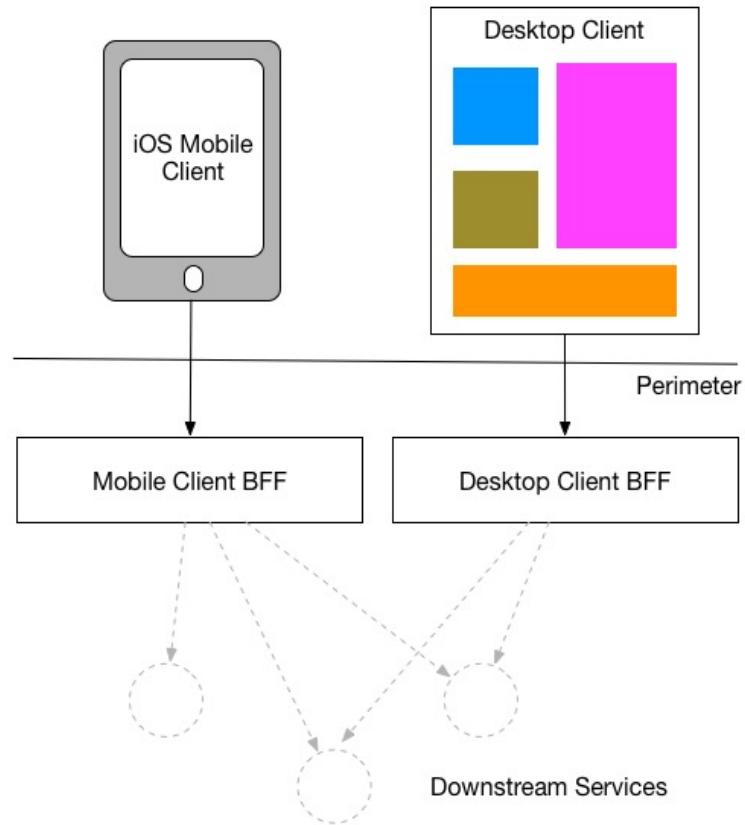 Desktop Client
iOS Mobile
Client
Perimeter
Mobile Client BFF
Desktop Client BFF
Downstream Services